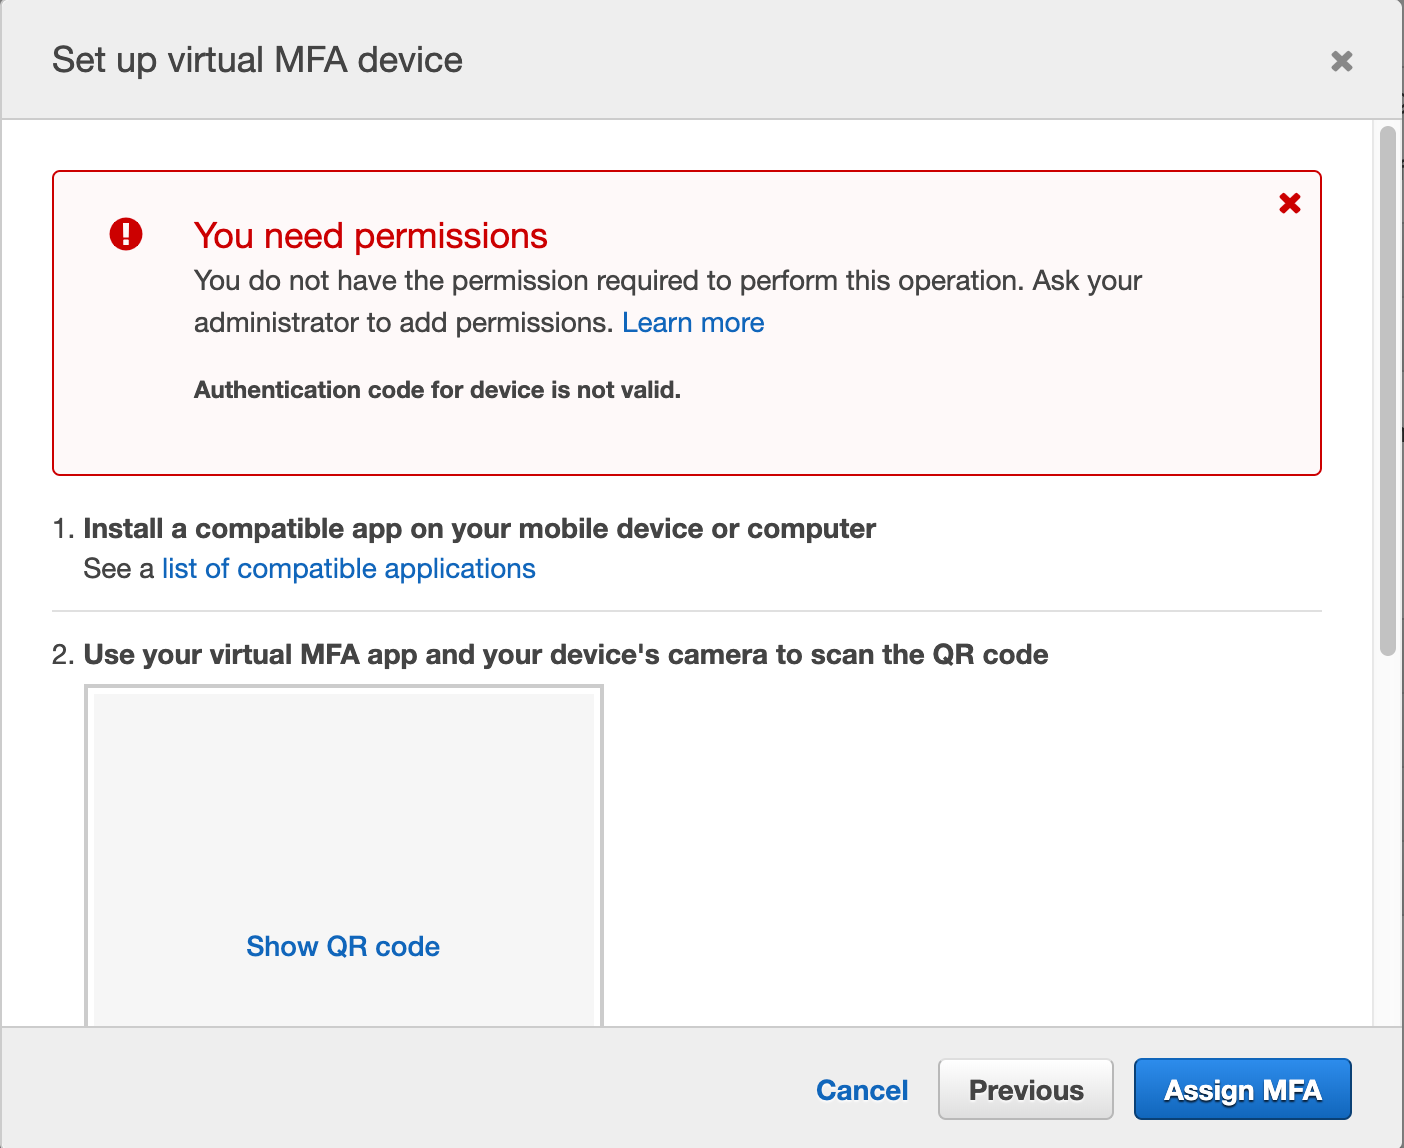 Set up virtual MFA device
You need permissions
You do not have the permission required to perform this operation. Ask your
administrator to add permissions. Learn more
Authentication code for device is not valid.
1. Install a compatible app on your mobile device or computer
See a list of compatible applications
2. Use your virtual MFA app and your device's camera to scan the QR code
Show QR code
Cancel Previous Assign MFA